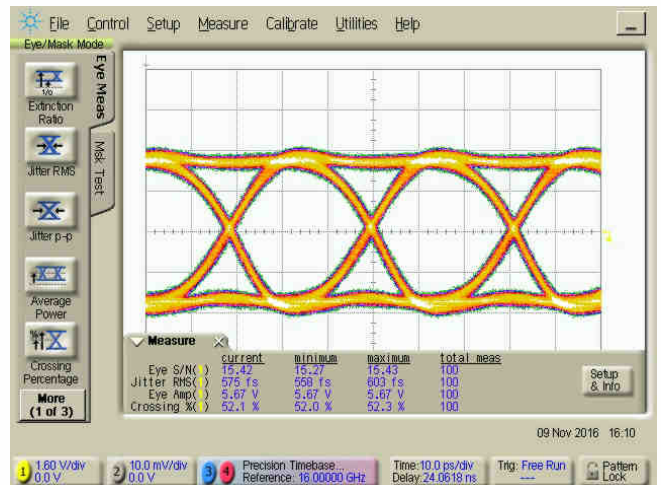 File Control Setup Measure Calibrate Utilities Help
Eye/Mask Mode
Eye Meas
Msk Test
Extinction
Ratio
Jitter RMS
Jitter p-p
Average
Power
Crossing
Percentage
More
(1 of 3)
Measure
current minimum maximum total meas
Eye S/N(1) 15.42 15.27 15.43 100
Jitter RMS(1) 575 fs 558 fs 603 fs 100
Eye Amp(1) 5.67 V 5.67 V 5.67 V 100
Crossing %(1) 52.1 % 52.0 % 52.3 % 100
Setup
& Info
09 Nov 2016 16:10
1 1.60 V/div
0.0 V
2 10.0 mV/div
0.0 V
3 4 Precision Timebase...
Reference: 16.00000 GHz
Time:10.0 ps/div
Delay:24.0618 ns
Trig: Free Run
---
Pattern
Lock